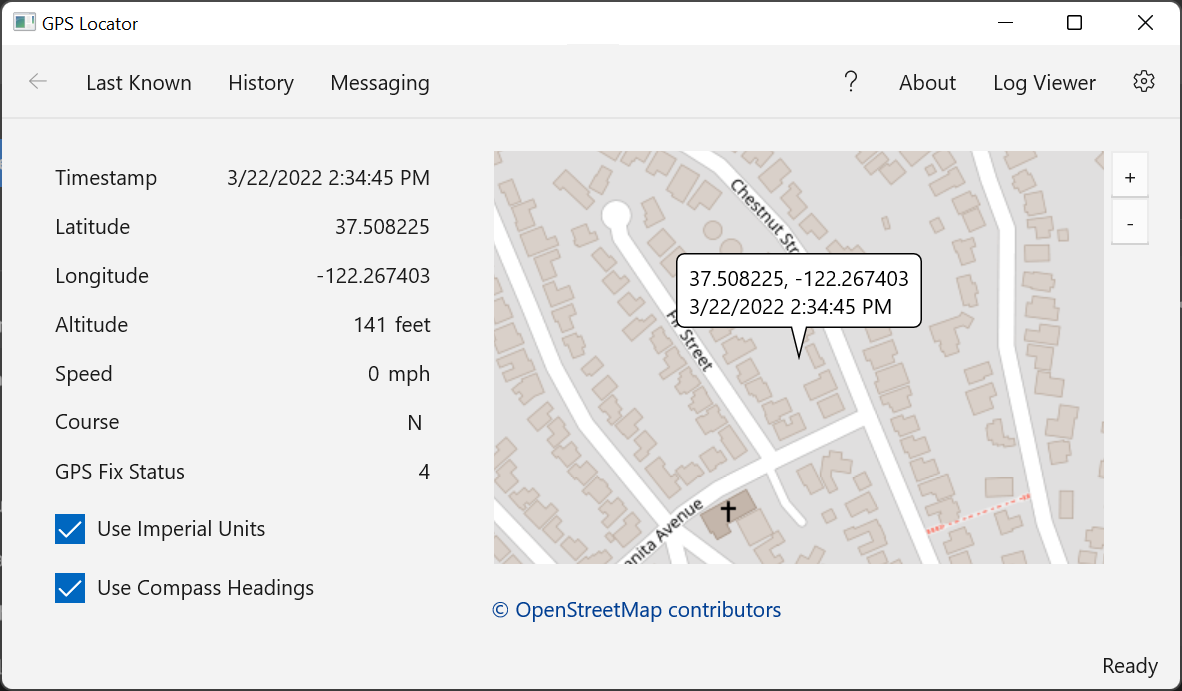 GPS Locator
Last Known History Messaging ? About Log Viewer
Timestamp 3/22/2022 2:34:45 PM
Latitude 37.508225
Longitude -122.267403
Altitude 141 feet
Speed 0 mph
Course N
GPS Fix Status 4
Use Imperial Units
Use Compass Headings
Chestnut
37.508225, -122.267403
3/22/2022 2:34:45 PM
Street
Avenue
+
-
© OpenStreetMap contributors
Ready